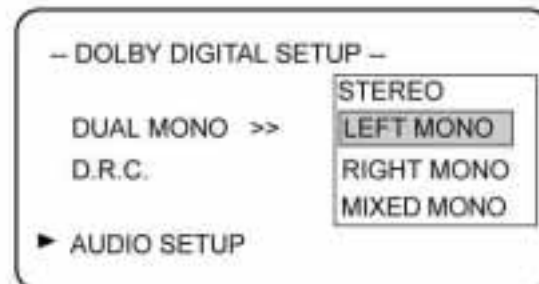 -- DOLBY DIGITAL SETUP --
STEREO
DUAL MONO >> LEFT MONO
D.R.C. RIGHT MONO
MIXED MONO
► AUDIO SETUP